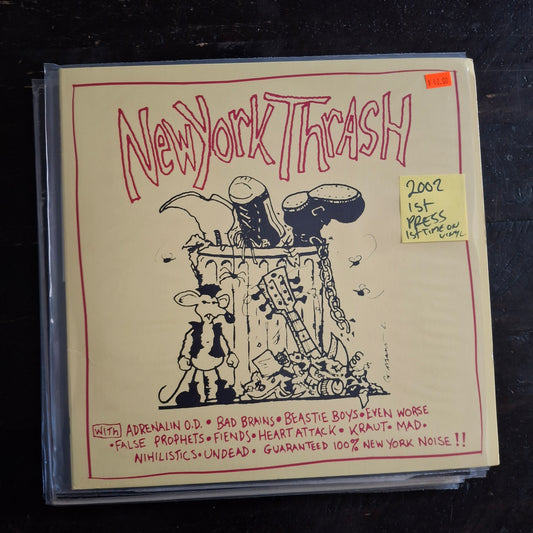 New York Thrash
2002
1st
PRESS
1st TIME ON
VINYL
WITH ADRENALIN O.D. • BAD BRAINS • BEASTIE BOYS • EVEN WORSE
• FALSE PROPHETS • FIENDS • HEART ATTACK • KRAUT • MAD •
NIHILISTICS • UNDEAD • GUARANTEED 100% NEW YORK NOISE!!